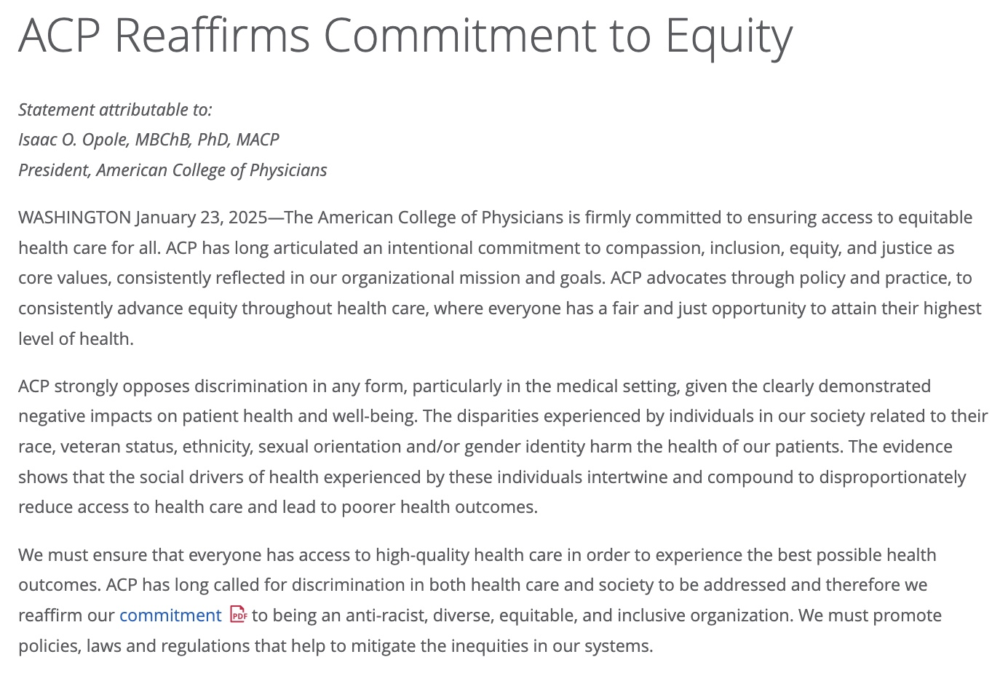 ACP Reaffirms Commitment to Equity
Statement attributable to:
Isaac O. Opole, MBChB, PhD, MACP
President, American College of Physicians
WASHINGTON January 23, 2025—The American College of Physicians is firmly committed to ensuring access to equitable
health care for all. ACP has long articulated an intentional commitment to compassion, inclusion, equity, and justice as
core values, consistently reflected in our organizational mission and goals. ACP advocates through policy and practice, to
consistently advance equity throughout health care, where everyone has a fair and just opportunity to attain their highest
level of health.
ACP strongly opposes discrimination in any form, particularly in the medical setting, given the clearly demonstrated
negative impacts on patient health and well-being. The disparities experienced by individuals in our society related to their
race, veteran status, ethnicity, sexual orientation and/or gender identity harm the health of our patients. The evidence
shows that the social drivers of health experienced by these individuals intertwine and compound to disproportionately
reduce access to health care and lead to poorer health outcomes.
We must ensure that everyone has access to high-quality health care in order to experience the best possible health
outcomes. ACP has long called for discrimination in both health care and society to be addressed and therefore we
reaffirm our commitment PDF to being an anti-racist, diverse, equitable, and inclusive organization. We must promote
policies, laws and regulations that help to mitigate the inequities in our systems.